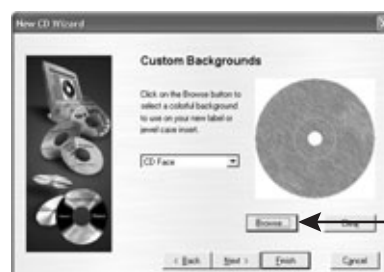 New CD Wizard
Custom Backgrounds
Click on the Browse button to
select a colorful background
to use on your new label or
jewel case insert.
CD Face
Browse...
< Back Next > Finish Cancel